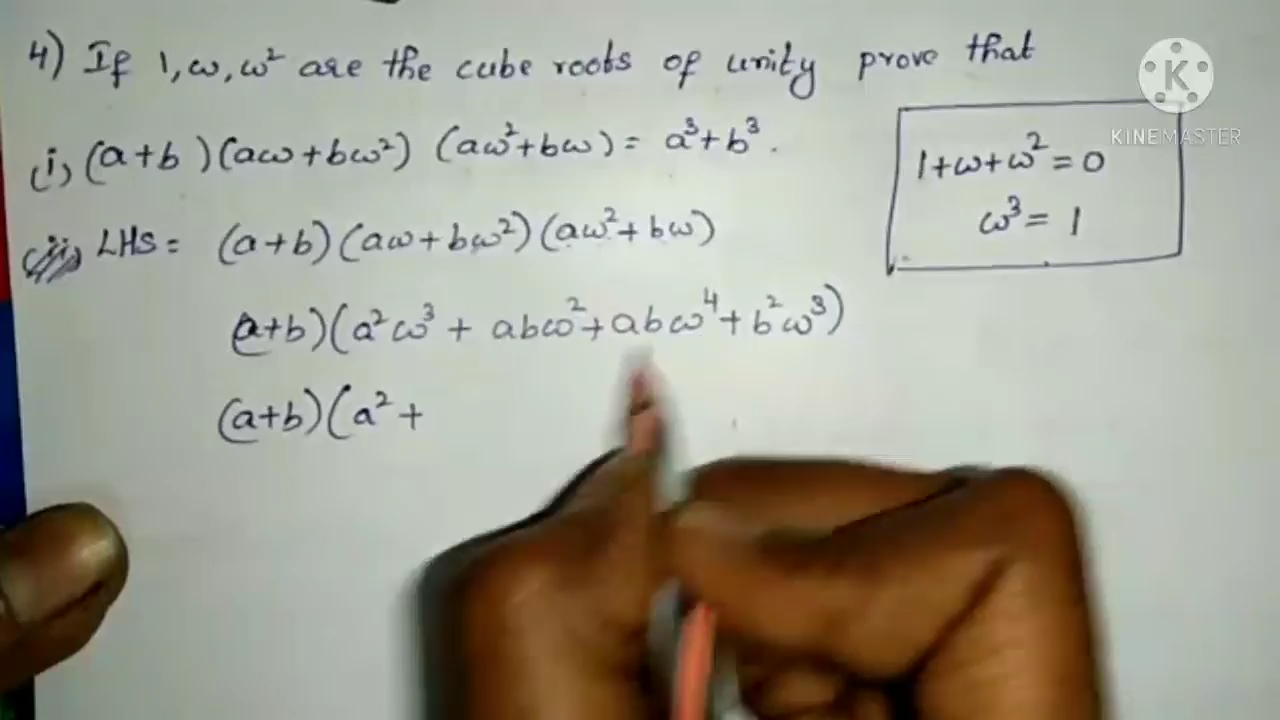 4) If 1, ω, ω² are the cube roots of unity prove that
(i) (a+b)(aω+bω²) (aω²+bω) = a³+b³.
1+ω+ω² = 0
ω³ = 1
LHS = (a+b)(aω+bω²)(aω²+bω)
(a+b)(a²ω³ + abω²+abω⁴+b²ω³)
(a+b)(a²+
K
KINEMASTER